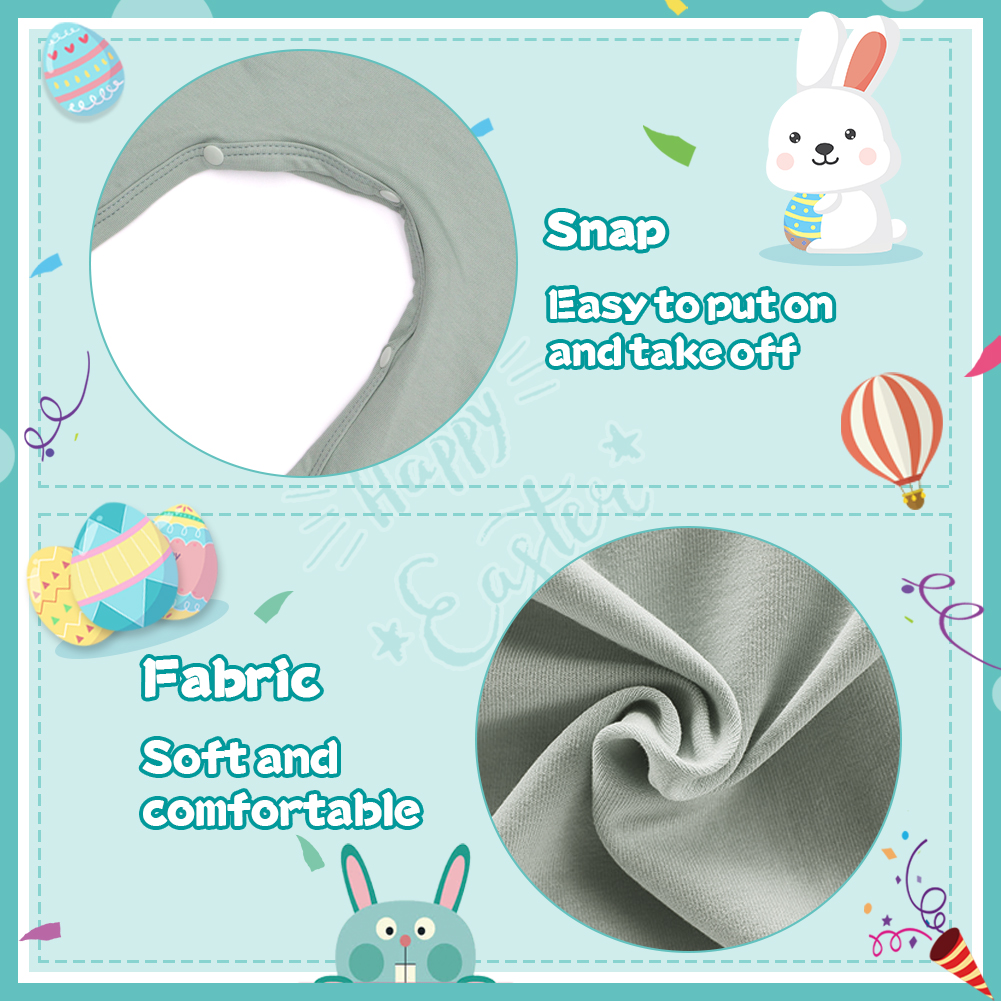 Snap
Easy to put on
and take off
Happy
Easter
Fabric
Soft and
comfortable